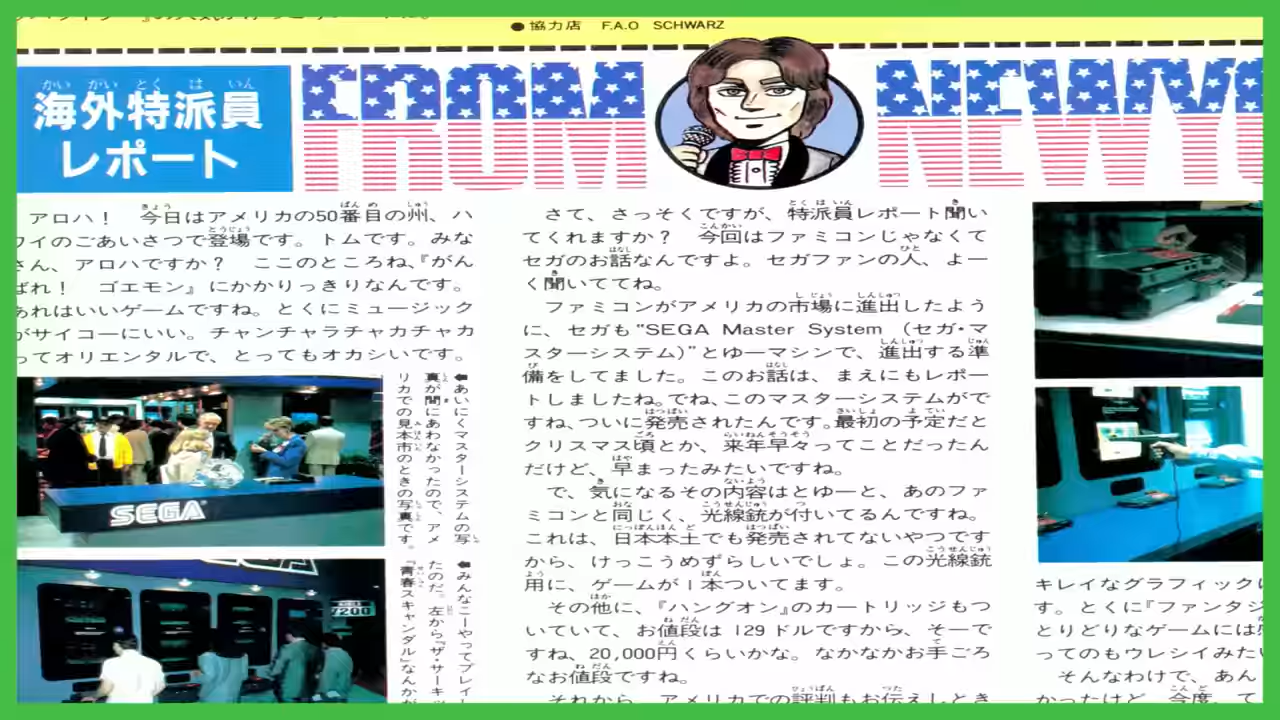 ●協力店 F.A.O SCHWARZ
海外特派員
レポート
FROM
NEW
アロハ! 今日はアメリカの50番目の州、ハ
ワイのごあいさつで登場です。トムです。みな
さん、アロハですか? ここのところね、『がん
ばれ! ゴエモン』にかかりっきりなんです。
あれはいいゲームですね。とくにミュージック
がサイコーにいい。チャンチャラチャカチャカ
ってオリエンタルで、とってもオカシいです。
●あいにくマスターシステムの写
真が間にあわなかったので、アメ
リカでの見本市のときの写真です。
SEGA
●みんなこーやってプレイし
たのだ。左から『ザ・サーキッ
『青春スキャンダル』なんかが
さて、さっそくですが、特派員レポート聞い
てくれますか? 今回はファミコンじゃなくて
セガのお話なんですよ。セガファンの人、よー
く聞いててね。
ファミコンがアメリカの市場に進出したよう
に、セガも"SEGA Master System (セガ・マ
スターシステム)"とゆーマシンで、進出する準
備をしてました。このお話は、まえにもレポー
トしましたね。でね、このマスターシステムがで
すね、ついに発売されたんです。最初の予定だと
クリスマス頃とか、来年早々ってことだったん
だけど、早まったみたいですね。
で、気になるその内容はとゆーと、あのファ
ミコンと同じく、光線銃が付いてるんですね。
これは、日本本土でも発売されてないやつです
から、けっこうめずらしいでしょ。この光線銃
用に、ゲームが1本ついてます。
その他に、『ハングオン』のカートリッジもつ
いていて、お値段は129ドルですから、そーで
すね、20,000円くらいかな。なかなかお手ごろ
なお値段ですね。
それから、アメリカでの評判もお伝えしとき
キレイなグラフィック
す。とくに『ファンタジ
とりどりなゲームには
ってのもウレシイみた
そんなわけで、あん
かったけど、今度、て